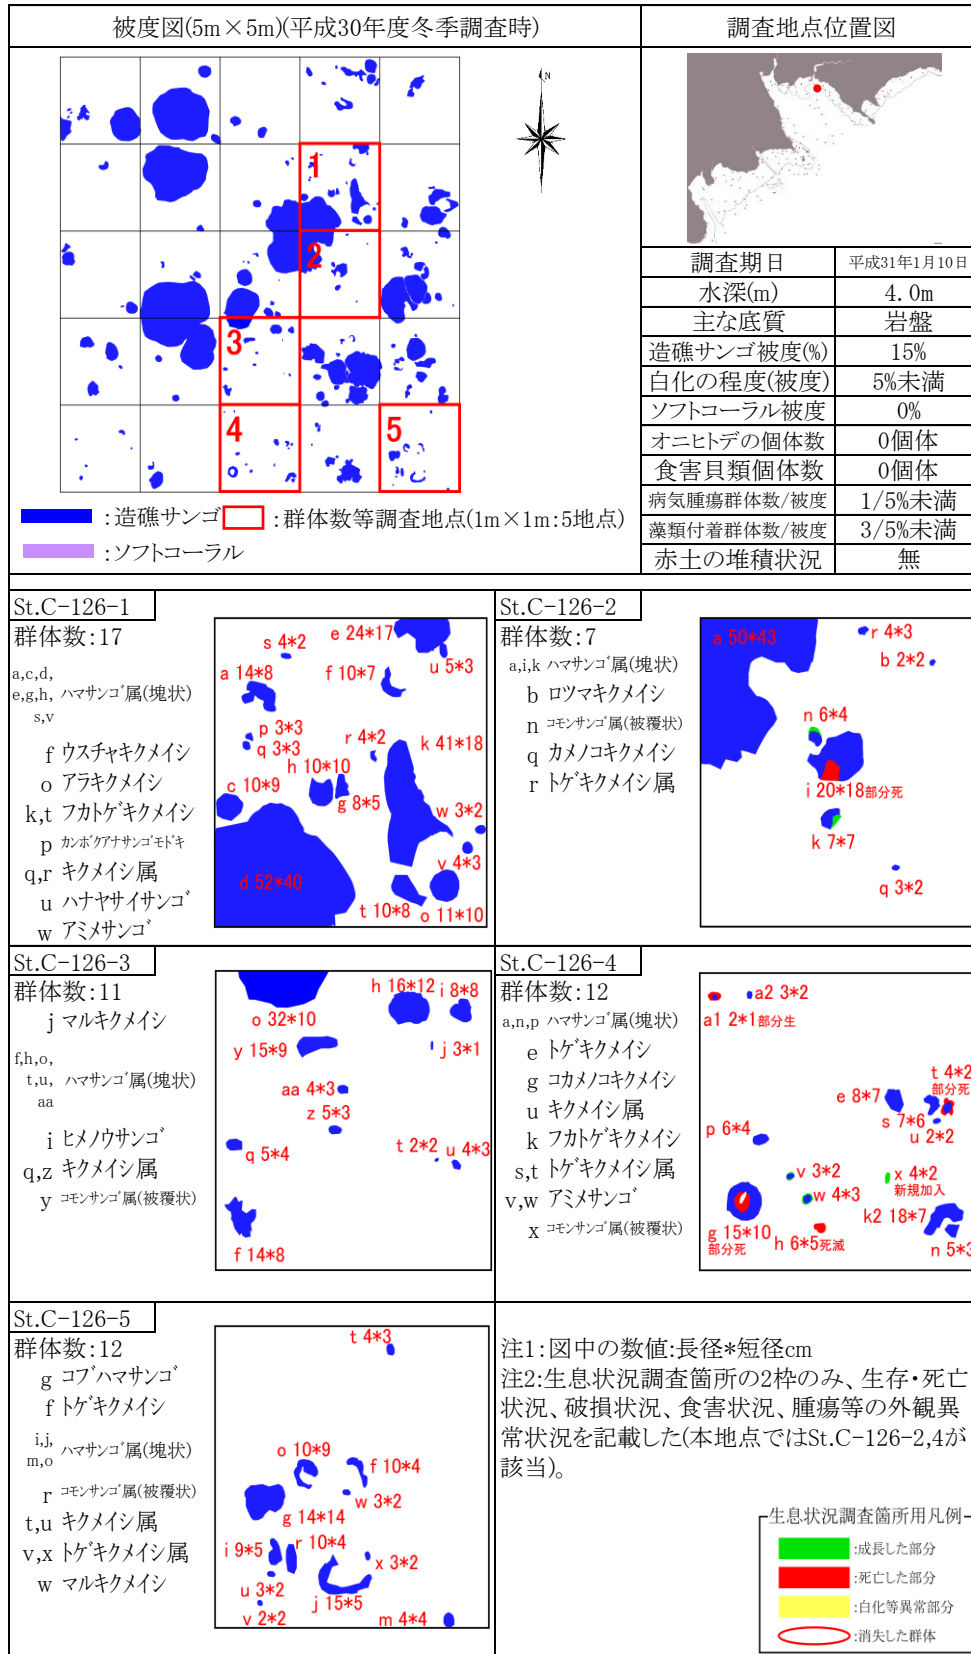 被度図(5m×5m)(平成30年度冬季調査時)
調査地点位置図
N
1
2
3
4
5
:造礁サンゴ
:群体数等調査地点(1m×1m:5地点)
:ソフトコーラル
調査期日 平成31年1月10日
水深(m) 4.0m
主な底質 岩盤
造礁サンゴ被度(%) 15%
白化の程度(被度) 5%未満
ソフトコーラル被度 0%
オニヒトデの個体数 0個体
食害貝類個体数 0個体
病気腫瘍群体数/被度 1/5%未満
藻類付着群体数/被度 3/5%未満
赤土の堆積状況 無
St.C-126-1
群体数:17
a,c,d,
e,g,h, ハマサンゴ属(塊状)
s,v
f ウスチャキクメイシ
o アラキクメイシ
k,t フカトゲキクメイシ
p カンボクアナサンゴモドキ
q,r キクメイシ属
u ハナヤサイサンゴ
w アミメサンゴ
s 4*2
e 24*17
a 14*8
f 10*7
u 5*3
p 3*3
q 3*3
r 4*2
k 41*18
h 10*10
c 10*9
g 8*5
w 3*2
v 4*3
d 52*40
t 10*8
o 11*10
St.C-126-2
群体数:7
a,i,k ハマサンゴ属(塊状)
b ロツマキクメイシ
n コモンサンゴ属(被覆状)
q カメノコキクメイシ
r トゲキクメイシ属
a 50*43
r 4*3
b 2*2
n 6*4
i 20*18部分死
k 7*7
q 3*2
St.C-126-3
群体数:11
j マルキクメイシ
f,h,o,
t,u, ハマサンゴ属(塊状)
aa
i ヒメノウサンゴ
q,z キクメイシ属
y コモンサンゴ属(被覆状)
h 16*12
i 8*8
o 32*10
y 15*9
j 3*1
aa 4*3
z 5*3
q 5*4
t 2*2
u 4*3
f 14*8
St.C-126-4
群体数:12
a,n,p ハマサンゴ属(塊状)
e トゲキクメイシ
g コカメノコキクメイシ
u キクメイシ属
k フカトゲキクメイシ
s,t トゲキクメイシ属
v,w アミメサンゴ
x コモンサンゴ属(被覆状)
a2 3*2
a1 2*1部分生
t 4*2
部分死
e 8*7
s 7*6
u 2*2
p 6*4
v 3*2
x 4*2
新規加入
w 4*3
k2 18*7
g 15*10
部分死
h 6*5死滅
n 5*3
St.C-126-5
群体数:12
g コブハマサンゴ
f トゲキクメイシ
i,j,
m,o ハマサンゴ属(塊状)
r コモンサンゴ属(被覆状)
t,u キクメイシ属
v,x トゲキクメイシ属
w マルキクメイシ
t 4*3
o 10*9
f 10*4
w 3*2
g 14*14
i 9*5
r 10*4
x 3*2
u 3*2
j 15*5
v 2*2
m 4*4
注1:図中の数値:長径*短径cm
注2:生息状況調査箇所の2枠のみ、生存・死亡
状況、破損状況、食害状況、腫瘍等の外観異
常状況を記載した(本地点ではSt.C-126-2,4が
該当)。
生息状況調査箇所用凡例
:成長した部分
:死亡した部分
:白化等異常部分
:消失した群体